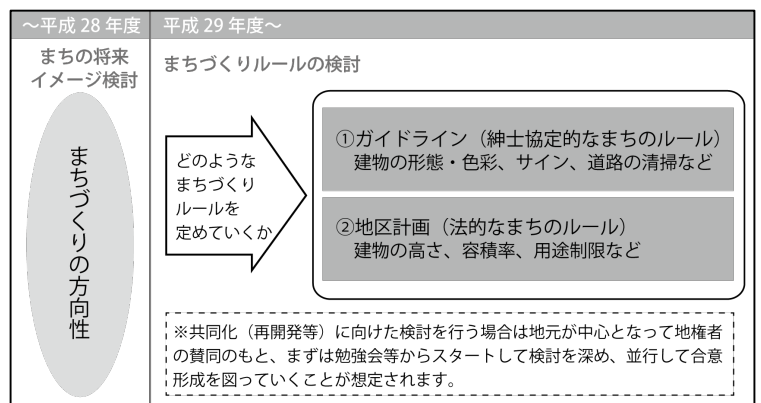 ～平成 28 年度
平成 29 年度～
まちの将来
イメージ検討
まちづくりの方向性
まちづくりルールの検討
どのような
まちづくり
ルールを
定めていくか
①ガイドライン（紳士協定的なまちのルール）
建物の形態・色彩、サイン、道路の清掃など
②地区計画（法的なまちのルール）
建物の高さ、容積率、用途制限など
※共同化（再開発等）に向けた検討を行う場合は地元が中心となって地権者
の賛同のもと、まずは勉強会等からスタートして検討を深め、並行して合意
形成を図っていくことが想定されます。